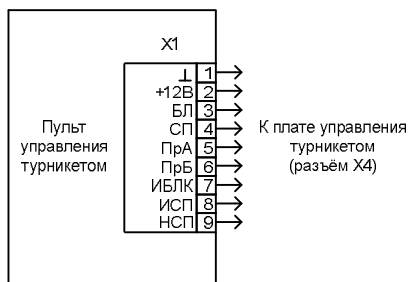 X1
⊥ 1
+12В 2
БЛ 3
СП 4
ПрА 5
ПрБ 6
ИБЛК 7
ИСП 8
НСП 9
Пульт
управления
турникетом
К плате управления
турникетом
(разъём X4)